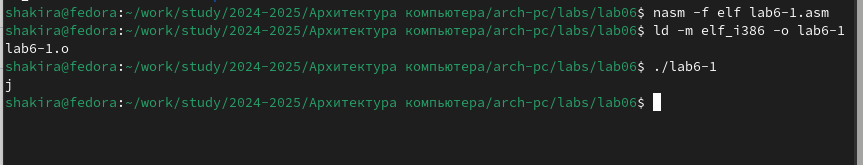 shakira@fedora:~/work/study/2024-2025/Архитектура компьютера/arch-pc/labs/lab06$ nasm -f elf lab6-1.asm
shakira@fedora:~/work/study/2024-2025/Архитектура компьютера/arch-pc/labs/lab06$ ld -m elf_i386 -o lab6-1
lab6-1.o
shakira@fedora:~/work/study/2024-2025/Архитектура компьютера/arch-pc/labs/lab06$ ./lab6-1
j
shakira@fedora:~/work/study/2024-2025/Архитектура компьютера/arch-pc/labs/lab06$